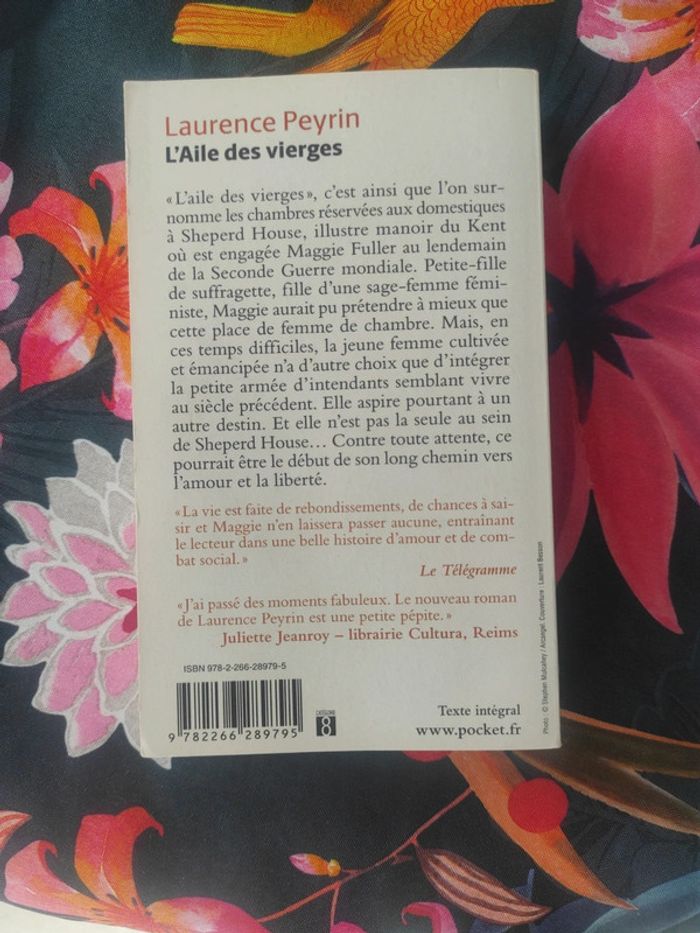 Laurence Peyrin
L'Aile des vierges
« L'aile des vierges », c'est ainsi que l'on sur-
nomme les chambres réservées aux domestiques
à Sheperd House, illustre manoir du Kent
où est engagée Maggie Fuller au lendemain
de la Seconde Guerre mondiale. Petite-fille
de suffragette, fille d'une sage-femme fémi-
niste, Maggie aurait pu prétendre à mieux que
cette place de femme de chambre. Mais, en
ces temps difficiles, la jeune femme cultivée
et émancipée n'a d'autre choix que d'intégrer
la petite armée d'intendants semblant vivre
au siècle précédent. Elle aspire pourtant à un
autre destin. Et elle n'est pas la seule au sein
de Sheperd House… Contre toute attente, ce
pourrait être le début de son long chemin vers
l'amour et la liberté.
« La vie est faite de rebondissements, de chances à sai-
sir et Maggie n'en laissera passer aucune, entraînant
le lecteur dans une belle histoire d'amour et de com-
bat social. »
Le Télégramme
« J'ai passé des moments fabuleux. Le nouveau roman
de Laurence Peyrin est une petite pépite. »
Juliette Jeanroy – librairie Cultura, Reims
ISBN 978-2-266-28979-5
9 782266 289795
CATÉGORIE
8
Texte intégral
www.pocket.fr
Photo : © Stephen Mulcahey / Arcangel. Couverture : Laurent Besson